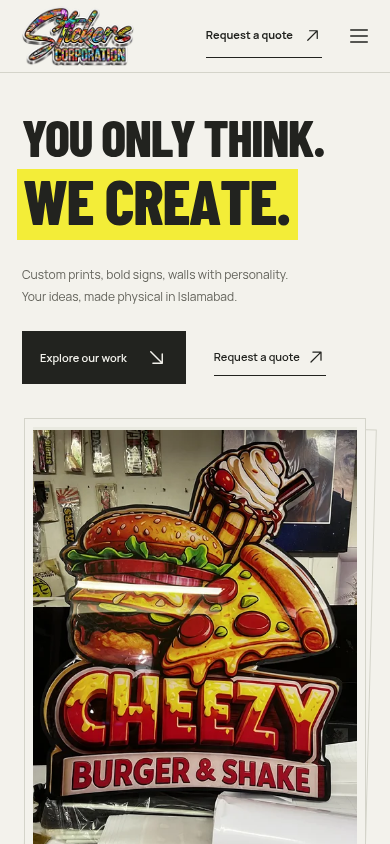 Stickers
CORPORATION
Request a quote
YOU ONLY THINK.
WE CREATE.
Custom prints, bold signs, walls with personality.
Your ideas, made physical in Islamabad.
Explore our work
Request a quote
CHEEZY
BURGER & SHAKE